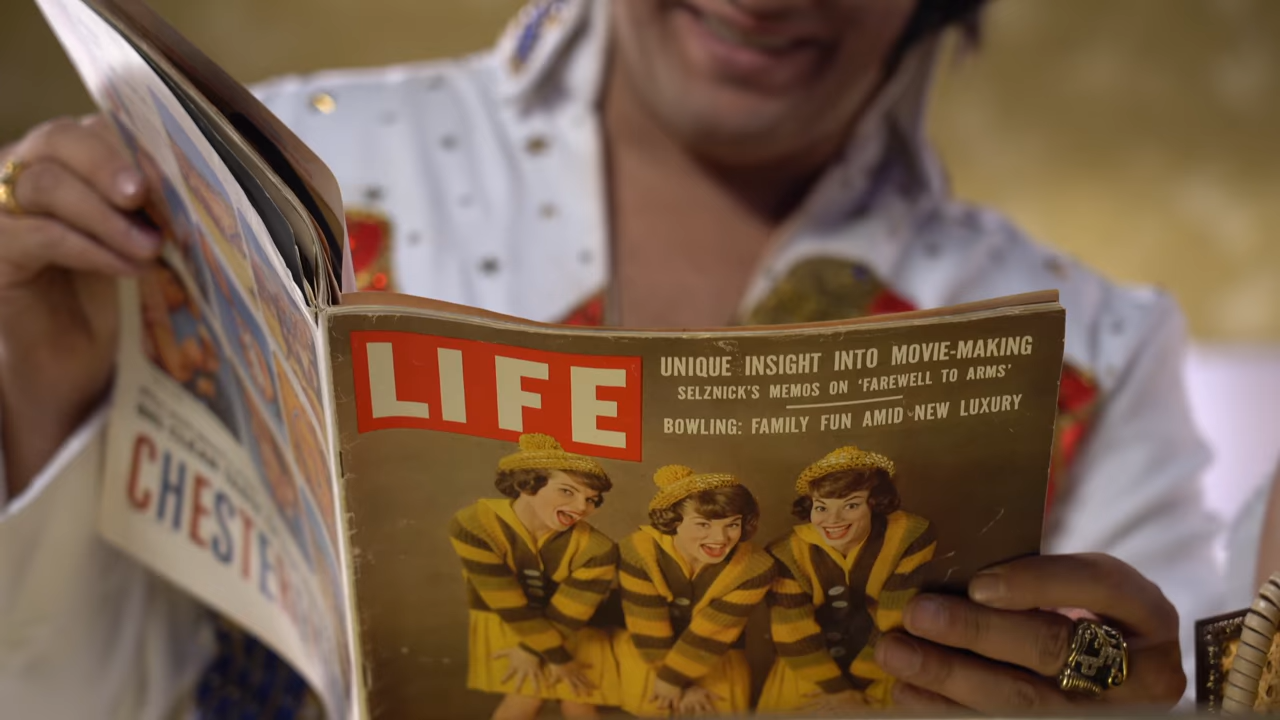 LIFE
UNIQUE INSIGHT INTO MOVIE-MAKING
SELZNICK'S MEMOS ON 'FAREWELL TO ARMS'
BOWLING: FAMILY FUN AMID NEW LUXURY
CHESTE